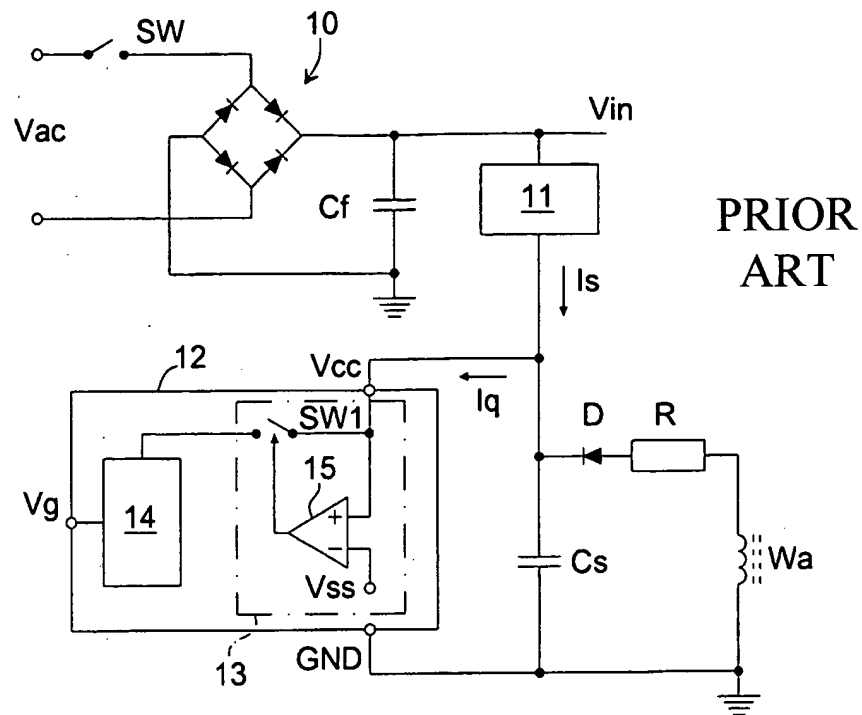 SW
10
Vac
Vin
Cf
11
PRIOR
ART
Is
12
Vcc
Iq
SW1
D
R
15
Vg
14
+
−
Vss
Cs
Wa
13
GND